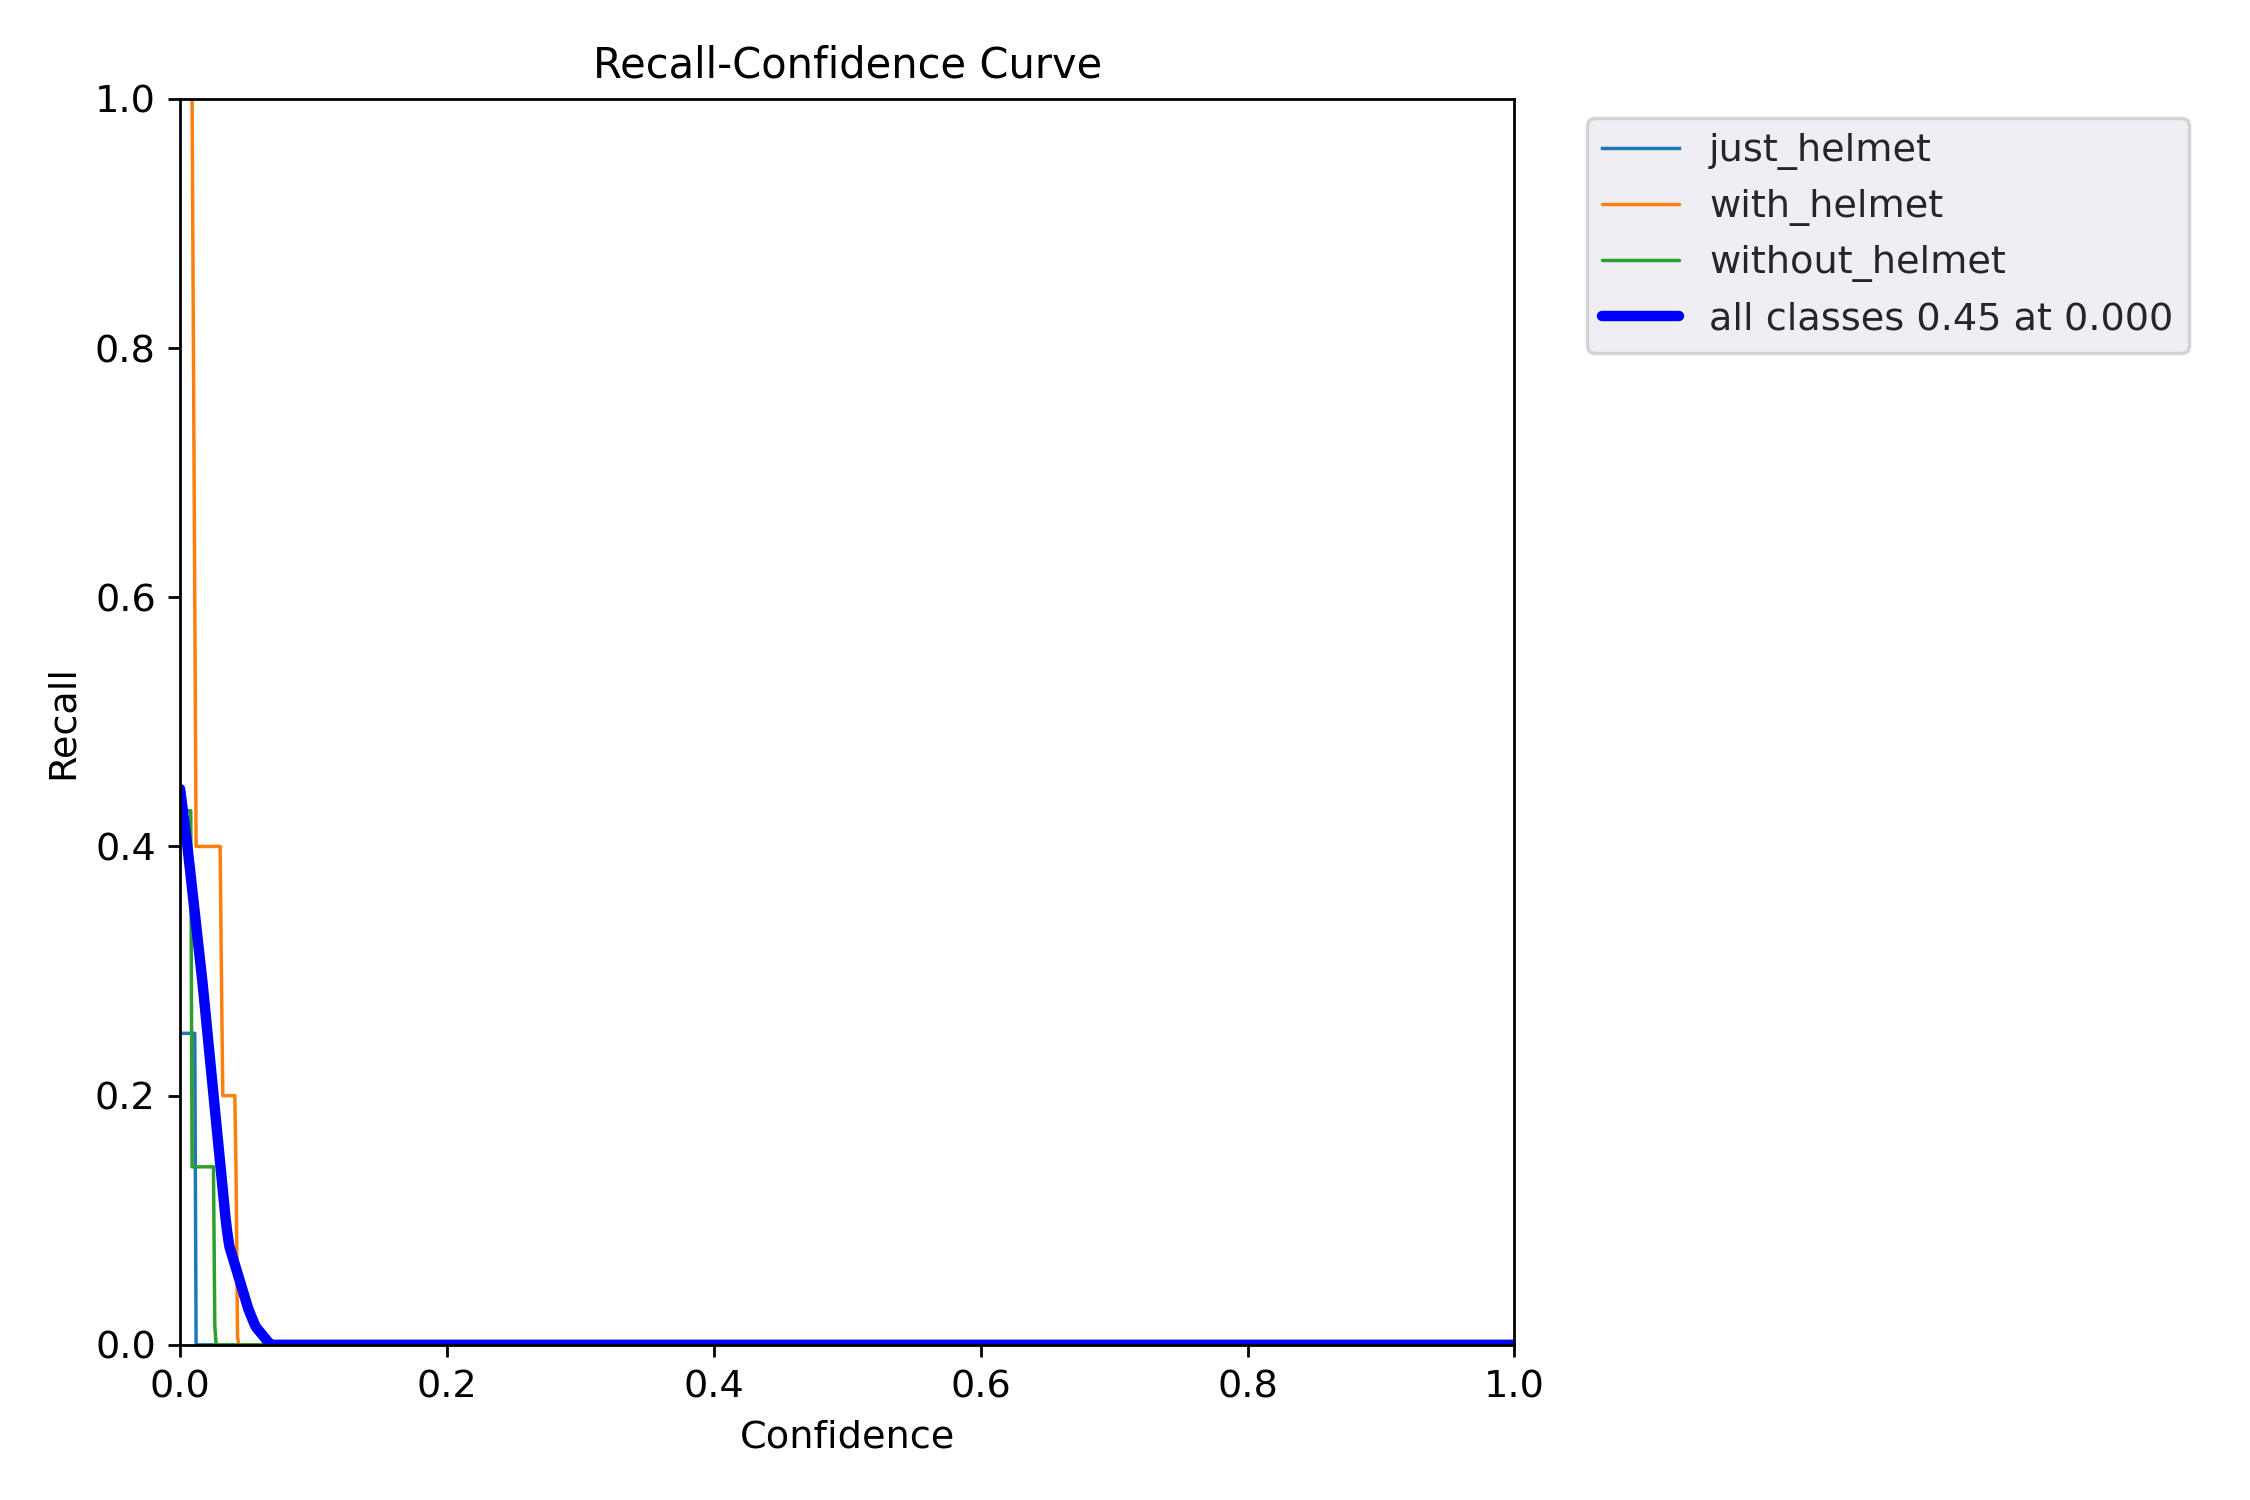 Recall-Confidence Curve
1.0
0.8
0.6
0.4
0.2
0.0
Recall
0.0 0.2 0.4 0.6 0.8 1.0
Confidence
just_helmet
with_helmet
without_helmet
all classes 0.45 at 0.000